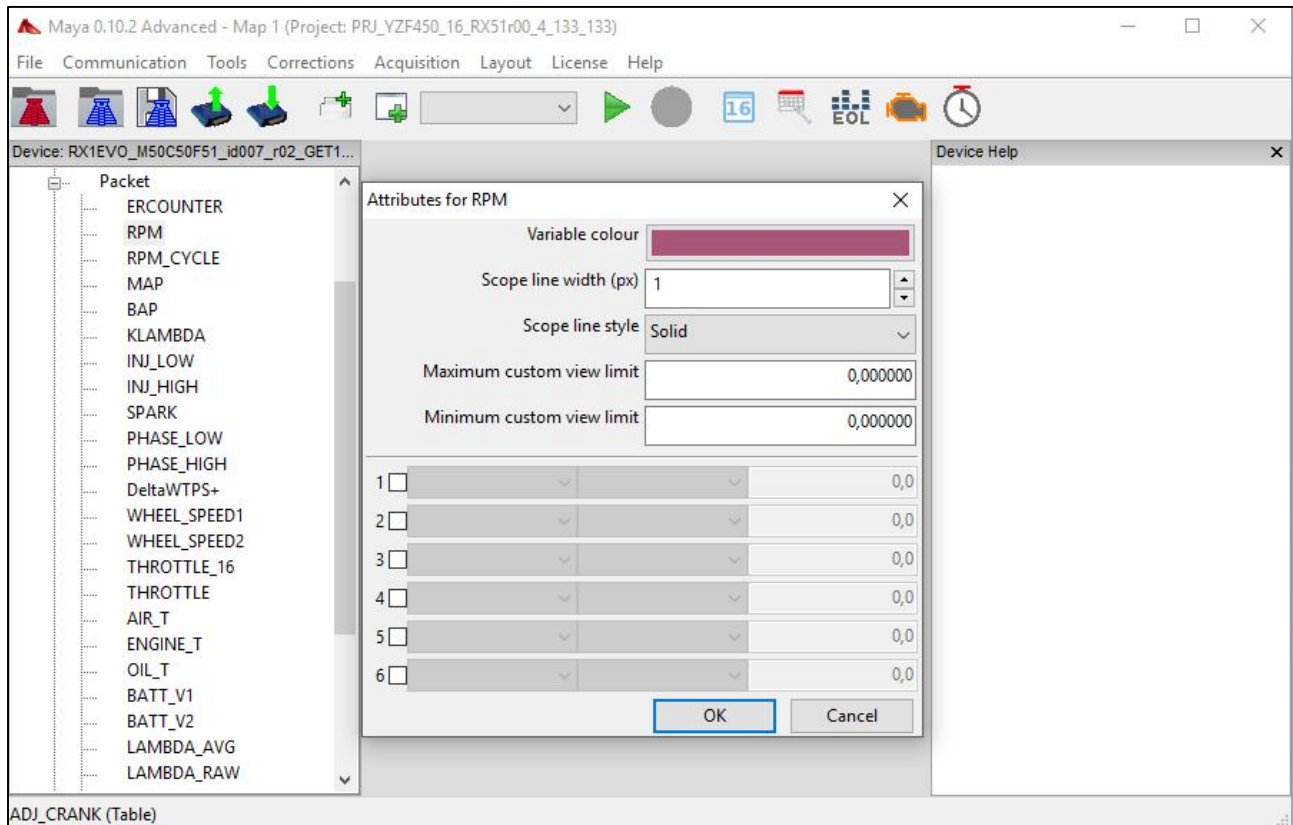 Maya 0.10.2 Advanced - Map 1 (Project: PRJ_YZF450_16_RX51r00_4_133_133)
File Communication Tools Corrections Acquisition Layout License Help
16
EOL
Device: RX1EVO_M50C50F51_id007_r02_GET1...
Packet
ERCOUNTER
RPM
RPM_CYCLE
MAP
BAP
KLAMBDA
INJ_LOW
INJ_HIGH
SPARK
PHASE_LOW
PHASE_HIGH
DeltaWTPS+
WHEEL_SPEED1
WHEEL_SPEED2
THROTTLE_16
THROTTLE
AIR_T
ENGINE_T
OIL_T
BATT_V1
BATT_V2
LAMBDA_AVG
LAMBDA_RAW
Attributes for RPM
Variable colour
Scope line width (px) 1
Scope line style Solid
Maximum custom view limit 0,000000
Minimum custom view limit 0,000000
1 0,0
2 0,0
3 0,0
4 0,0
5 0,0
6 0,0
OK Cancel
Device Help
ADJ_CRANK (Table)